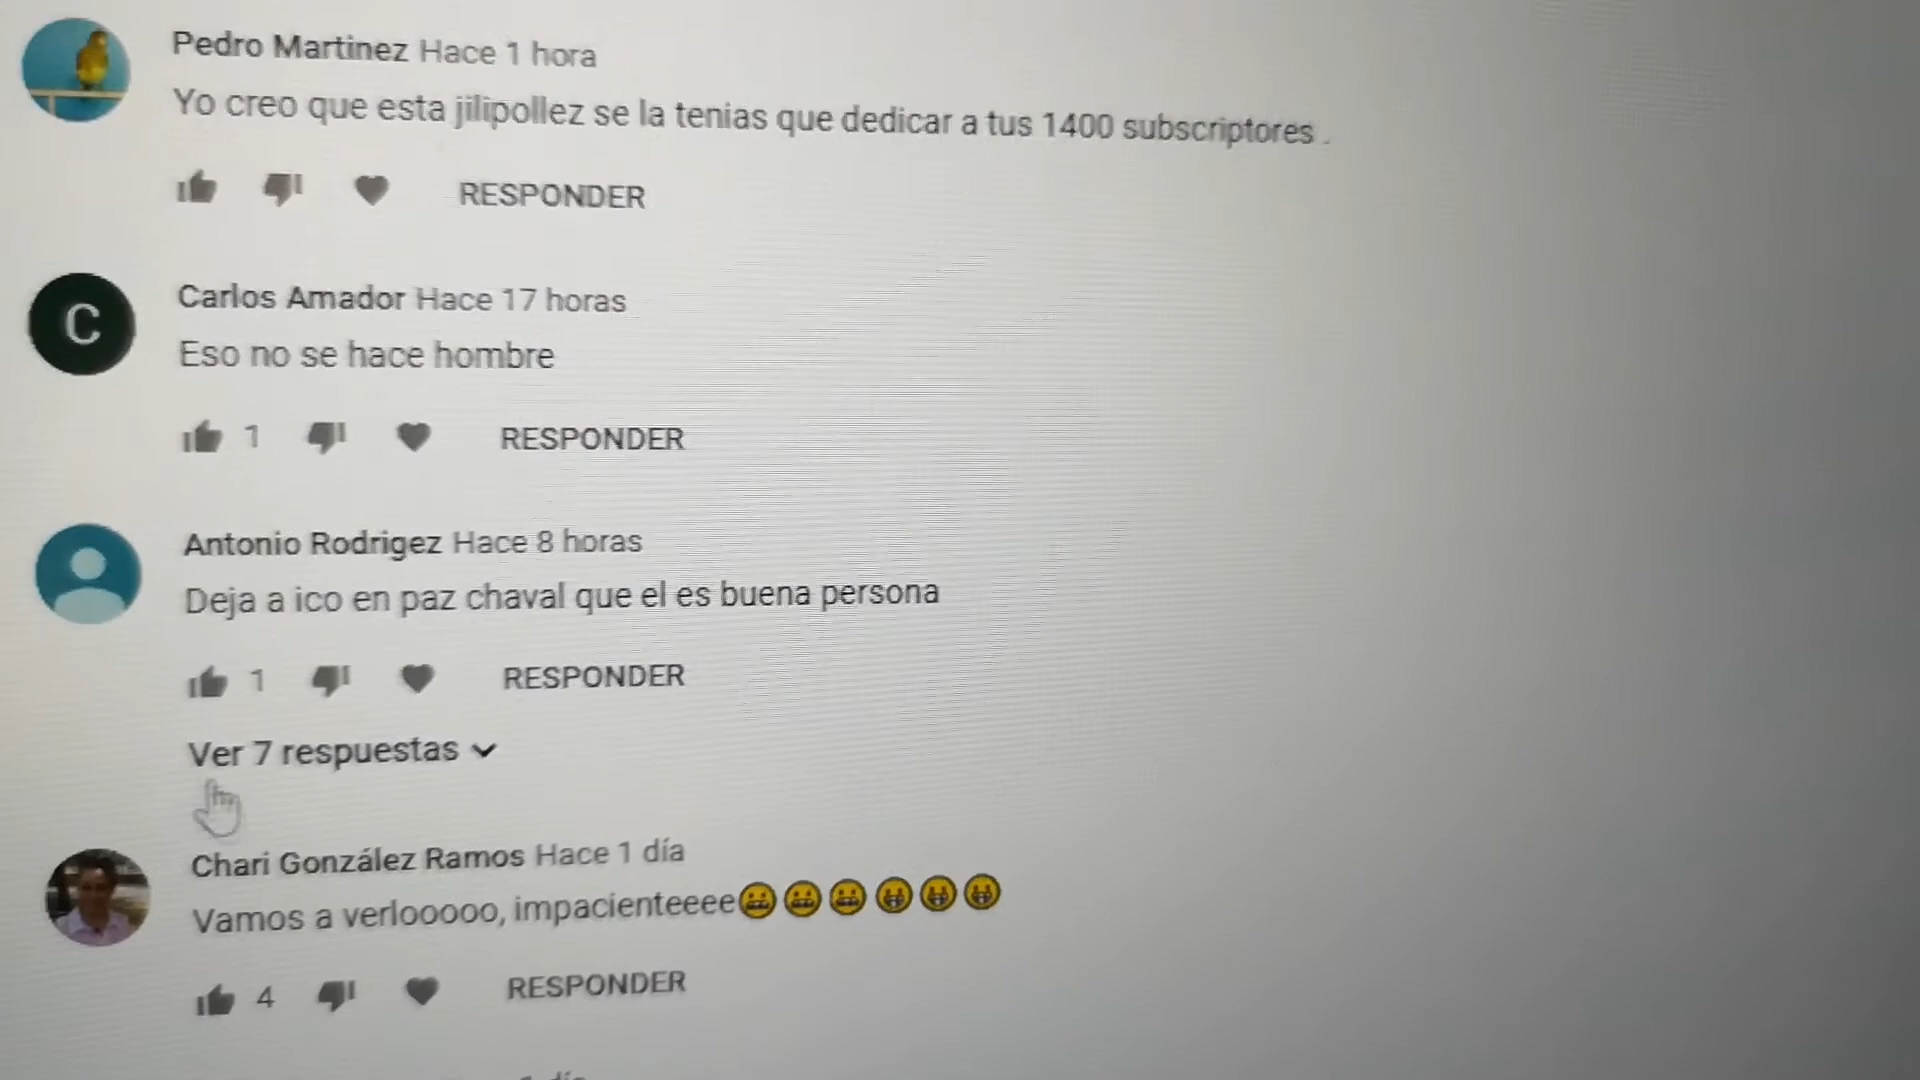 Pedro Martinez Hace 1 hora
Yo creo que esta jilipollez se la tenias que dedicar a tus 1400 subscriptores .
RESPONDER
C
Carlos Amador Hace 17 horas
Eso no se hace hombre
1 RESPONDER
Antonio Rodrigez Hace 8 horas
Deja a ico en paz chaval que el es buena persona
1 RESPONDER
Ver 7 respuestas
Chari González Ramos Hace 1 día
Vamos a verlooooo, impacienteeee😀😀😀🤣🤣🤣
4 RESPONDER